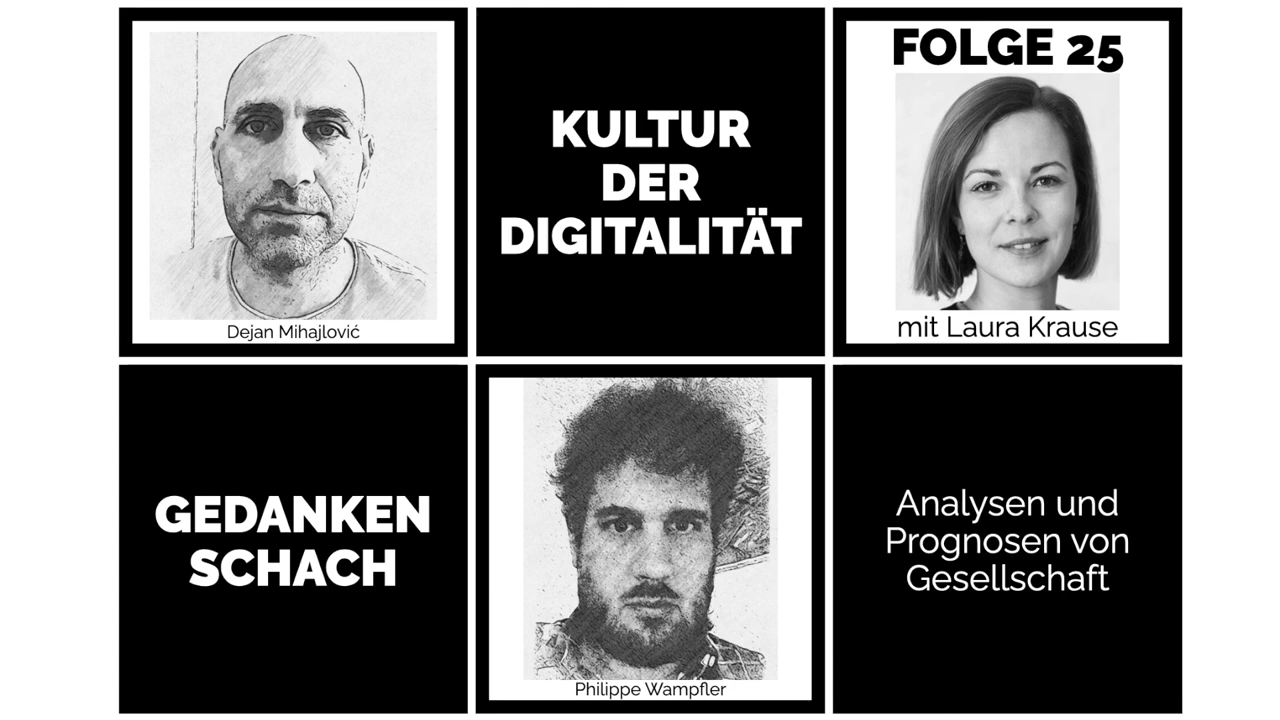 Dejan Mihajlović
KULTUR
DER
DIGITALITÄT
FOLGE 25
mit Laura Krause
GEDANKEN
SCHACH
Philippe Wampfler
Analysen und
Prognosen von
Gesellschaft